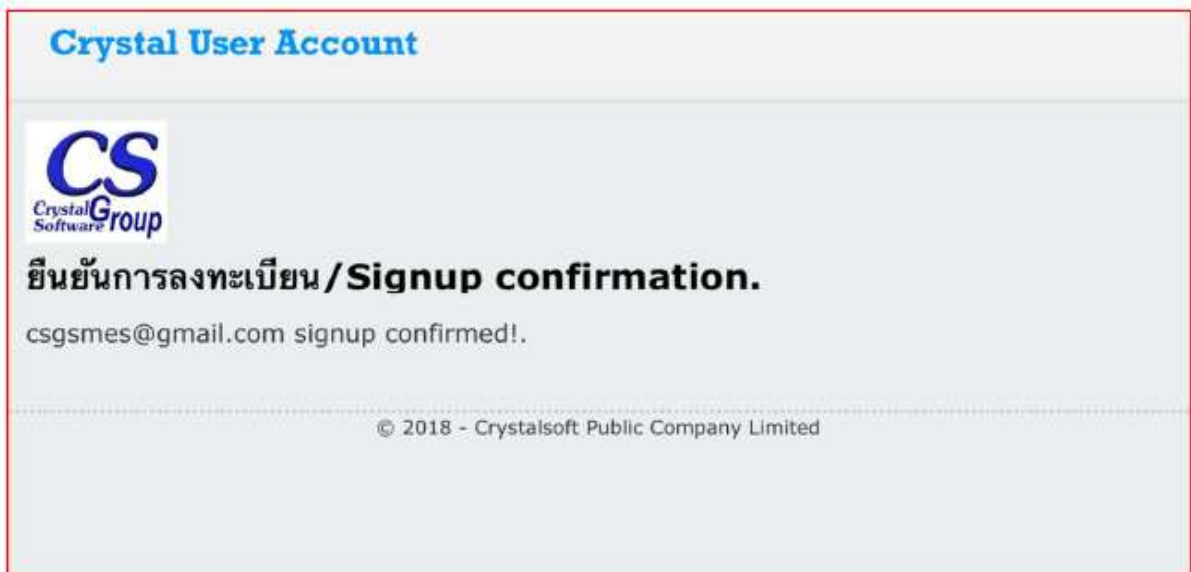 Crystal User Account
CS
Crystal Group
Software
ยืนยันการลงทะเบียน/Signup confirmation.
csgsmes@gmail.com signup confirmed!.
© 2018 - Crystalsoft Public Company Limited